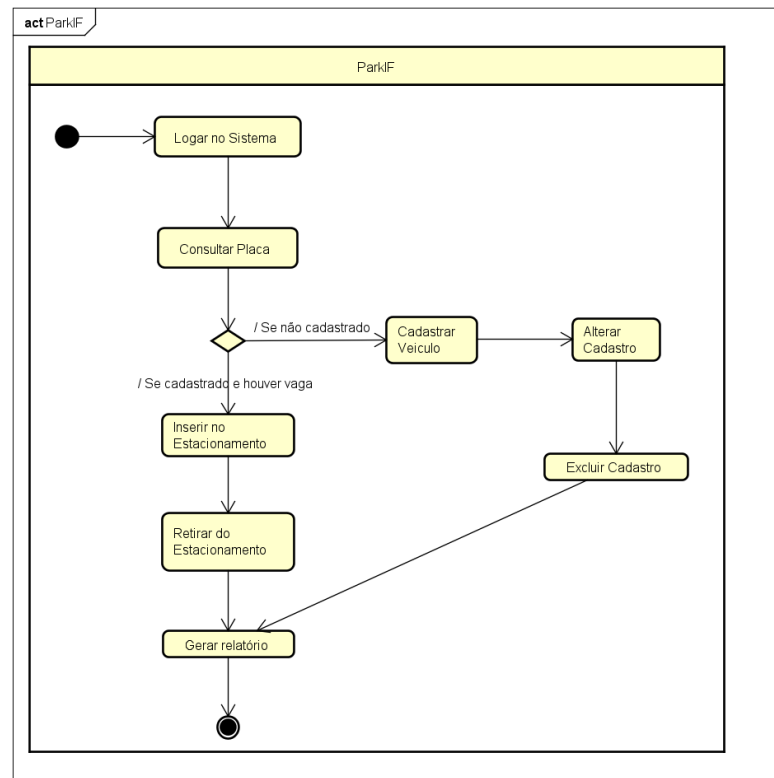 act ParkIF
ParkIF
Logar no Sistema
Consultar Placa
/ Se não cadastrado
Cadastrar
Veiculo
Alterar
Cadastro
/ Se cadastrado e houver vaga
Inserir no
Estacionamento
Excluir Cadastro
Retirar do
Estacionamento
Gerar relatório